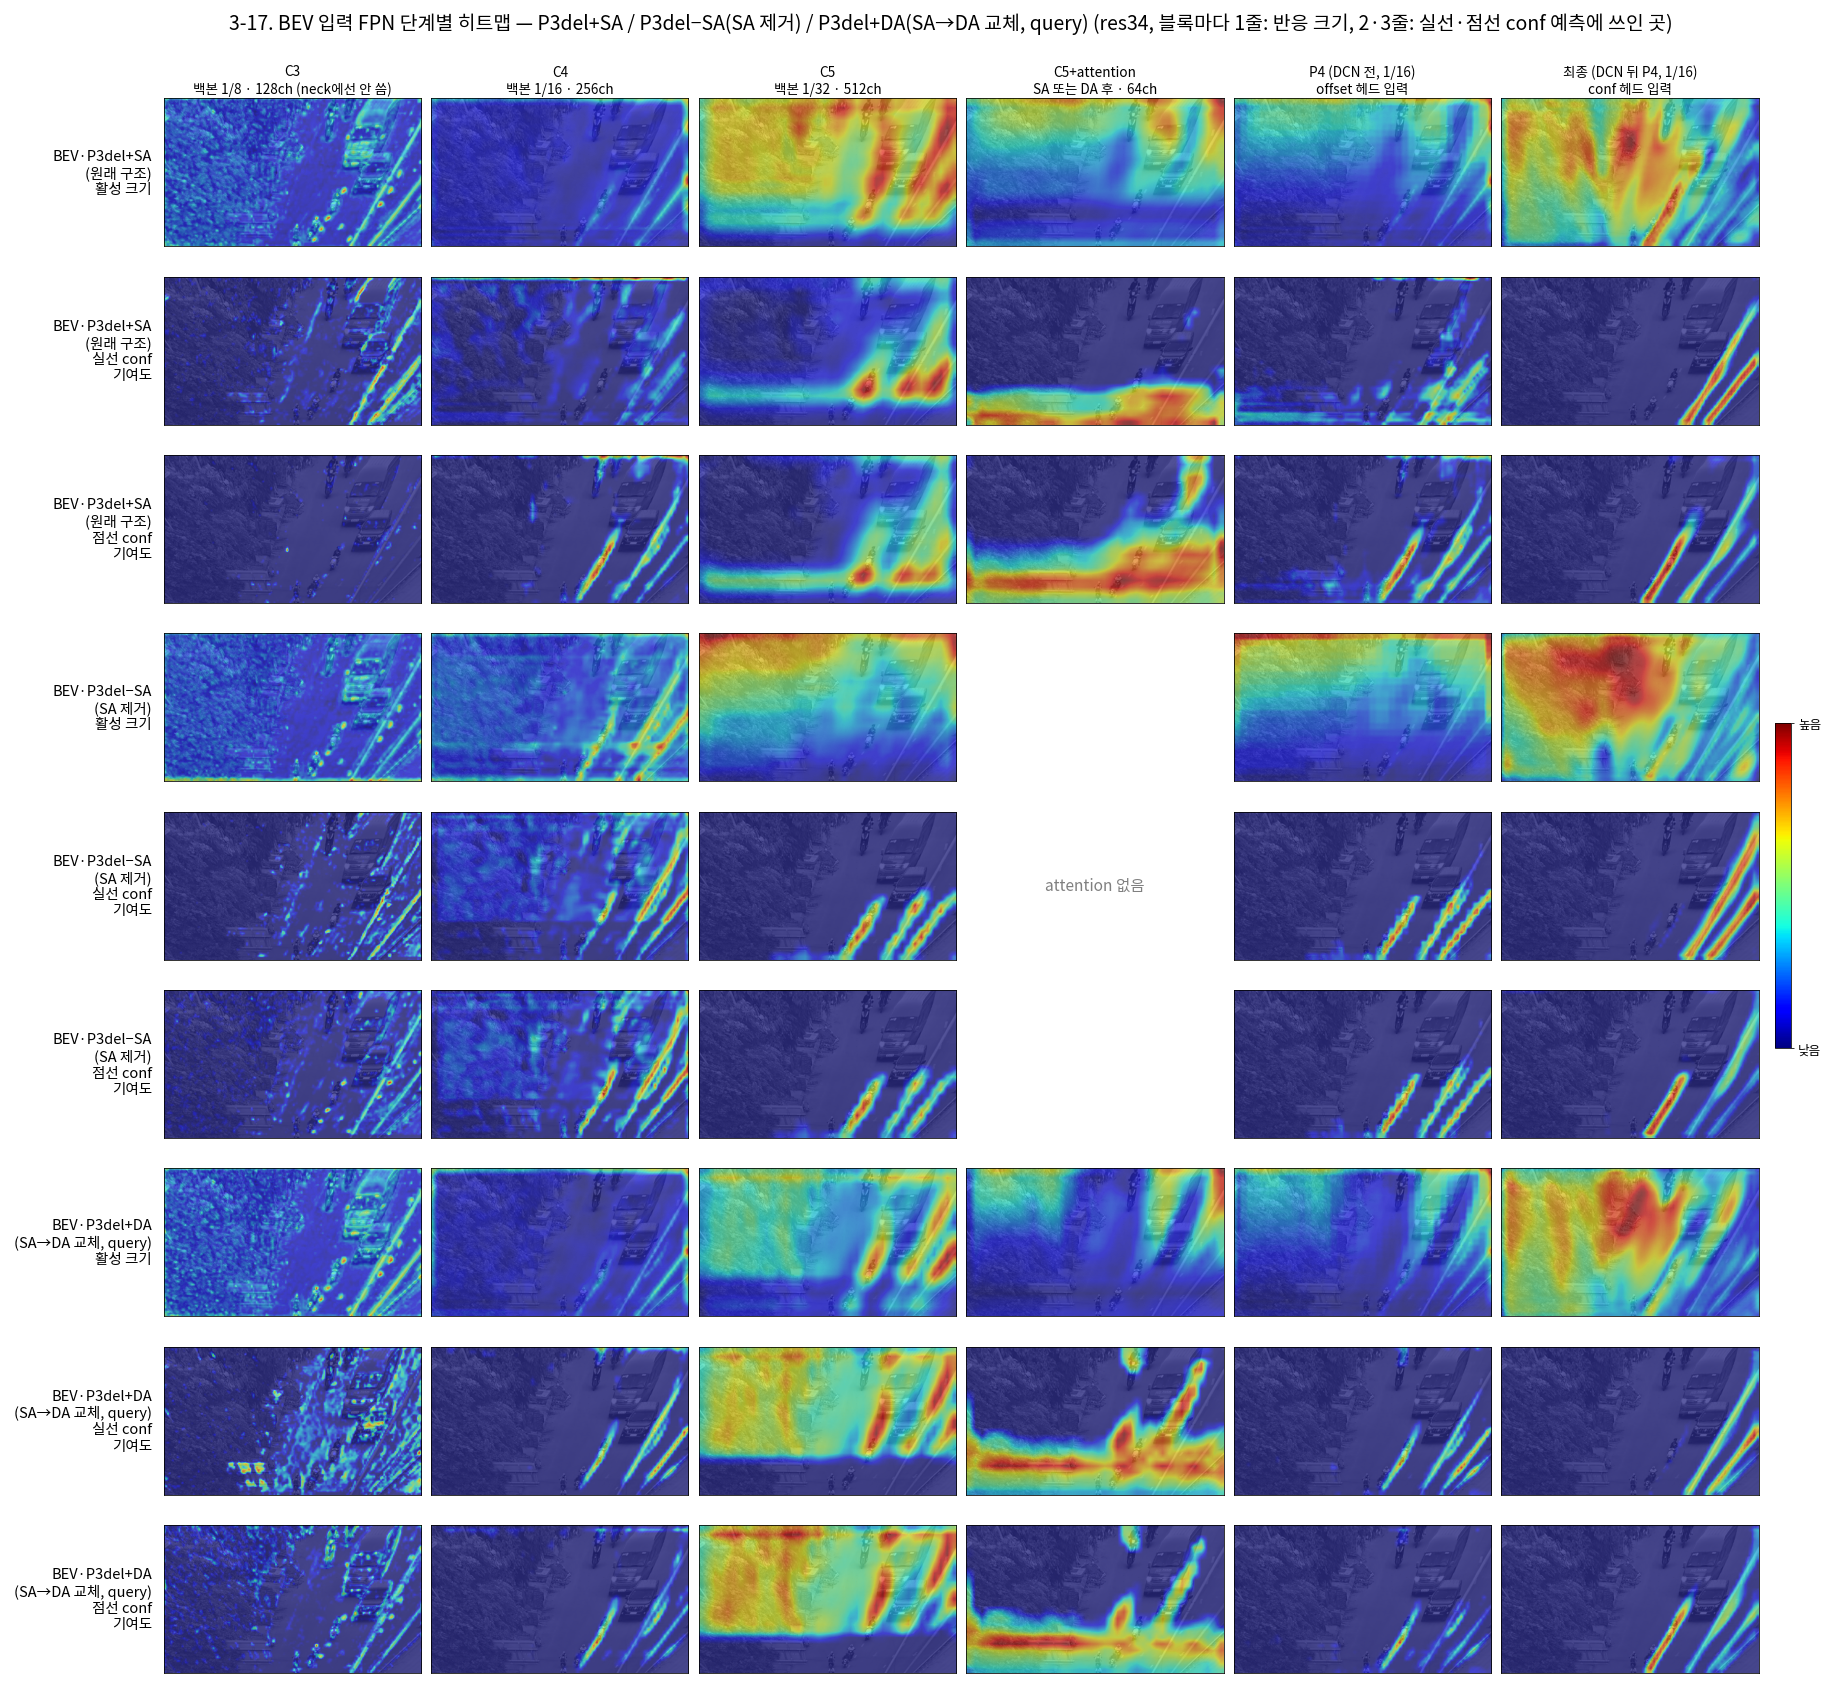 3-17. BEV 입력 FPN 단계별 히트맵 — P3del+SA / P3del−SA(SA 제거) / P3del+DA(SA→DA 교체, query) (res34, 블록마다 1줄: 반응 크기, 2·3줄: 실선·점선 conf 예측에 쓰인 곳)
C3
백본 1/8 · 128ch (neck에선 안 씀)
C4
백본 1/16 · 256ch
C5
백본 1/32 · 512ch
C5+attention
SA 또는 DA 후 · 64ch
P4 (DCN 전, 1/16)
offset 헤드 입력
최종 (DCN 뒤 P4, 1/16)
conf 헤드 입력
BEV·P3del+SA
(원래 구조)
활성 크기
BEV·P3del+SA
(원래 구조)
실선 conf
기여도
BEV·P3del+SA
(원래 구조)
점선 conf
기여도
BEV·P3del−SA
(SA 제거)
활성 크기
BEV·P3del−SA
(SA 제거)
실선 conf
기여도
attention 없음
BEV·P3del−SA
(SA 제거)
점선 conf
기여도
BEV·P3del+DA
(SA→DA 교체, query)
활성 크기
BEV·P3del+DA
(SA→DA 교체, query)
실선 conf
기여도
BEV·P3del+DA
(SA→DA 교체, query)
점선 conf
기여도
높음
낮음